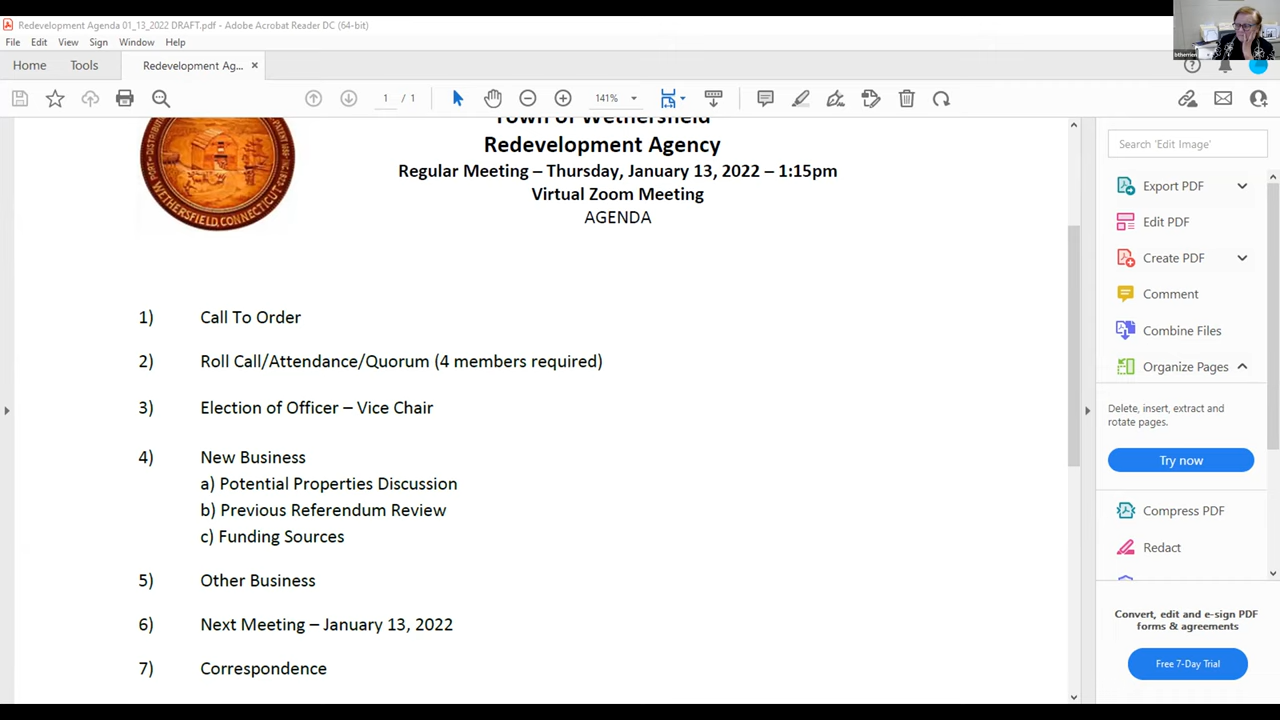 Redevelopment Agenda 01_13_2022 DRAFT.pdf - Adobe Acrobat Reader DC (64-bit)
File Edit View Sign Window Help
Home Tools Redevelopment Ag... ×
1 / 1 141%
Town of Wethersfield
Redevelopment Agency
Regular Meeting – Thursday, January 13, 2022 – 1:15pm
Virtual Zoom Meeting
AGENDA
WETHERSFIELD, CONNECTICUT
1) Call To Order
2) Roll Call/Attendance/Quorum (4 members required)
3) Election of Officer – Vice Chair
4) New Business
a) Potential Properties Discussion
b) Previous Referendum Review
c) Funding Sources
5) Other Business
6) Next Meeting – January 13, 2022
7) Correspondence
Search 'Edit Image'
Export PDF
Edit PDF
Create PDF
Comment
Combine Files
Organize Pages
Delete, insert, extract and
rotate pages.
Try now
Compress PDF
Redact
Convert, edit and e-sign PDF
forms & agreements
Free 7-Day Trial